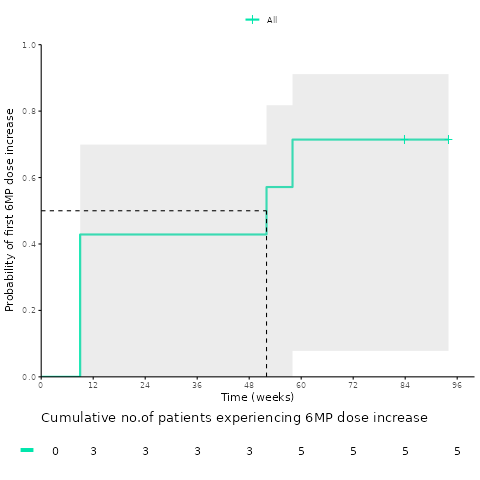 All
Probability of first 6MP dose increase
1.0
0.8
0.6
0.4
0.2
0.0
0 12 24 36 48 60 72 84 96
Time (weeks)
Cumulative no.of patients experiencing 6MP dose increase
0 3 3 3 3 5 5 5 5